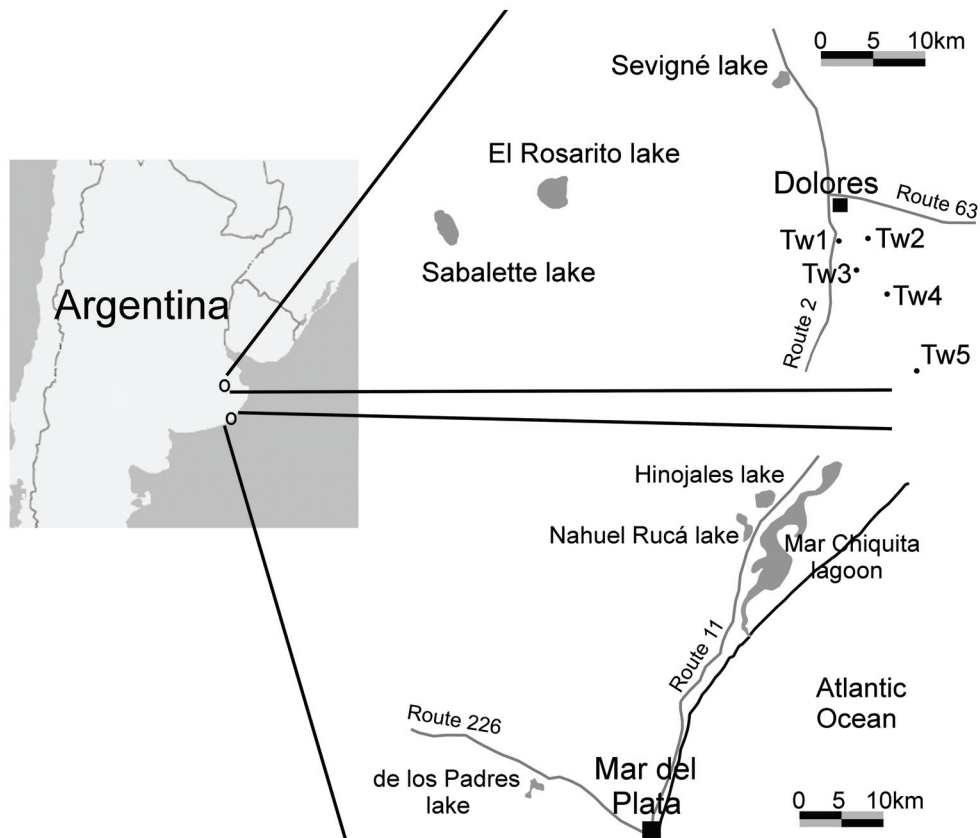 0 5 10km
Sevigné lake
El Rosarito lake
Dolores
Route 63
Tw1
Tw2
Sabalette lake
Tw3
Tw4
Argentina
Route 2
Tw5
o
o
Hinojales lake
Nahuel Rucá lake
Mar Chiquita
lagoon
Route 11
Atlantic
Ocean
Route 226
de los Padres
lake
Mar del
Plata
0 5 10km